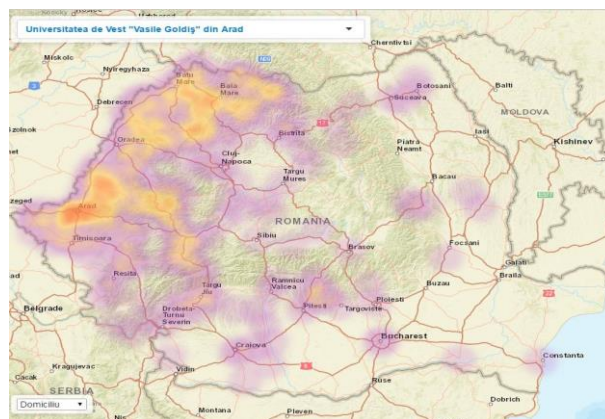 Universitatea de Vest "Vasile Goldiş" din Arad
Chernivtsi
Miskolc
Nyiregyhaza
Satu
Mare
Baia
Mare
Botosani
Suceava
Balti
Debrecen
MOLDOVA
Oradea
Bistrita
Iasi
Kishinev
Cluj-
Napoca
Piatra
Neamt
Targu
Mures
Bacau
Arad
ROMANIA
Timisoara
Sibiu
Brasov
Focsani
Resita
Galati
Braila
Targu
Jiu
Ramnicu
Valcea
Buzau
Ploiesti
Pitesti
Targoviste
Belgrade
Drobeta-
Turnu
Severin
Craiova
Bucharest
Constanta
Kragujevac
Vidin
Cacak
Ruse
SERBIA
Dobrich
Domiciliu
Montana
Pleven
Nis